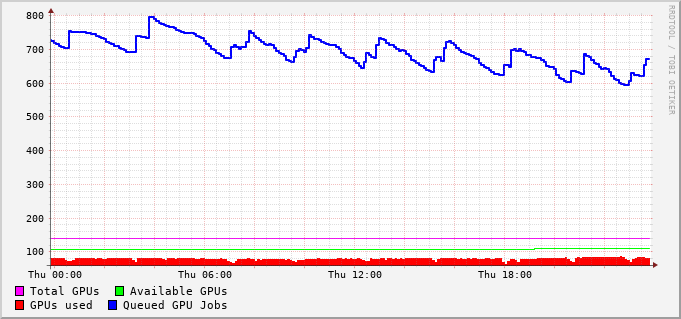 800
700
600
500
400
300
200
100
Thu 00:00 Thu 06:00 Thu 12:00 Thu 18:00
Total GPUs Available GPUs
GPUs used Queued GPU Jobs
RRDTOOL / TOBI OETIKER